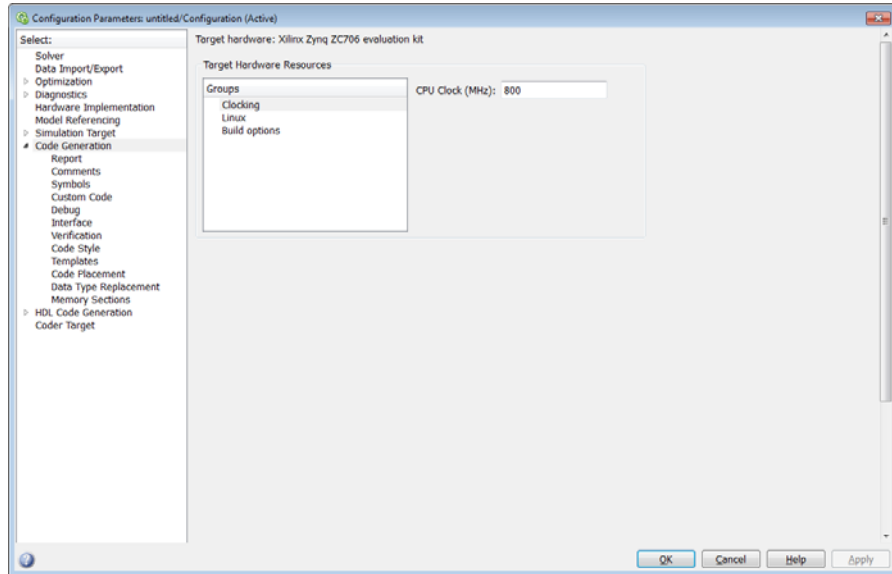 Configuration Parameters: untitled/Configuration (Active)
Select:
Solver
Data Import/Export
Optimization
Diagnostics
Hardware Implementation
Model Referencing
Simulation Target
Code Generation
Report
Comments
Symbols
Custom Code
Debug
Interface
Verification
Code Style
Templates
Code Placement
Data Type Replacement
Memory Sections
HDL Code Generation
Coder Target
Target hardware: Xilinx Zynq ZC706 evaluation kit
Target Hardware Resources
Groups
Clocking
Linux
Build options
CPU Clock (MHz): 800
OK Cancel Help Apply